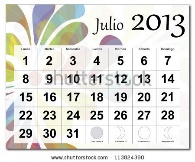 Julio 2013
Lunes Martes Miércoles Jueves Viernes Sábado Domingo
1 2 3 4 5 6 7
8 9 10 11 12 13 14
15 16 17 18 19 20 21
22 23 24 25 26 27 28
29 30 31
shutterstock
www.shutterstock.com · 113824390